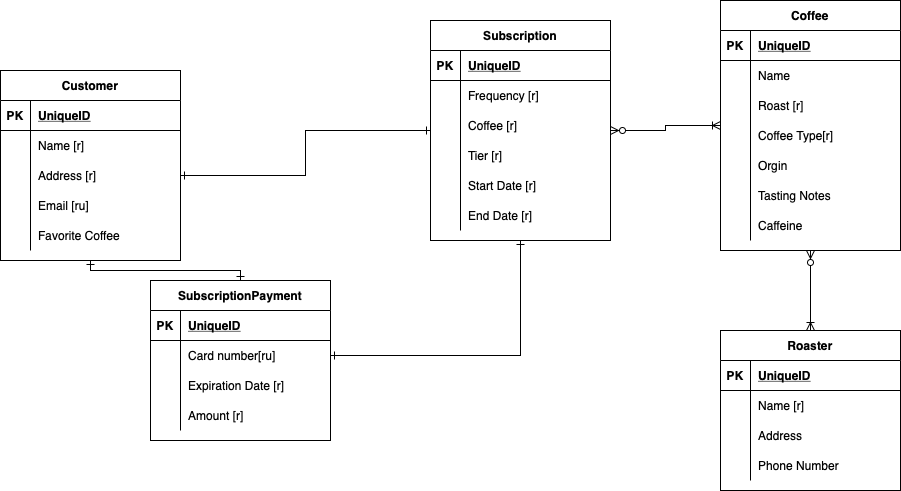 Customer
PK UniqueID
Name [r]
Address [r]
Email [ru]
Favorite Coffee
Subscription
PK UniqueID
Frequency [r]
Coffee [r]
Tier [r]
Start Date [r]
End Date [r]
Coffee
PK UniqueID
Name
Roast [r]
Coffee Type[r]
Orgin
Tasting Notes
Caffeine
SubscriptionPayment
PK UniqueID
Card number[ru]
Expiration Date [r]
Amount [r]
Roaster
PK UniqueID
Name [r]
Address
Phone Number